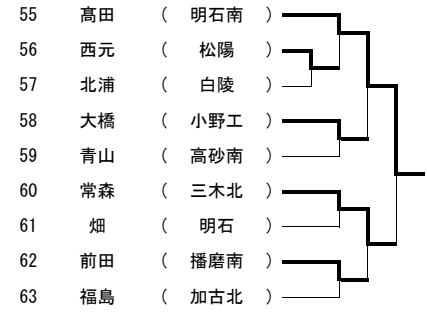 55 髙田 ( 明石南 )
56 西元 ( 松陽 )
57 北浦 ( 白陵 )
58 大橋 ( 小野工 )
59 青山 ( 高砂南 )
60 常森 ( 三木北 )
61 畑 ( 明石 )
62 前田 ( 播磨南 )
63 福島 ( 加古北 )